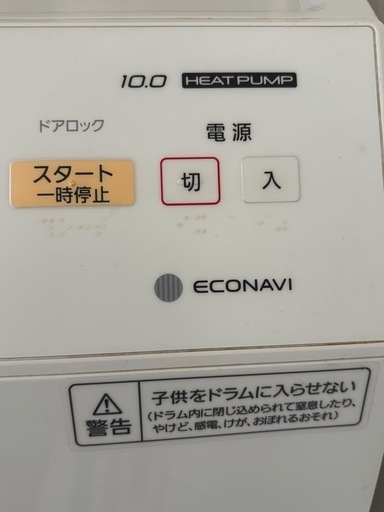 10.0 HEAT PUMP
ドアロック
電源
スタート
一時停止
切
入
ECONAVI
警告
子供をドラムに入らせない
(ドラム内に閉じ込められて窒息したり、
やけど、感電、けが、おぼれるおそれ)